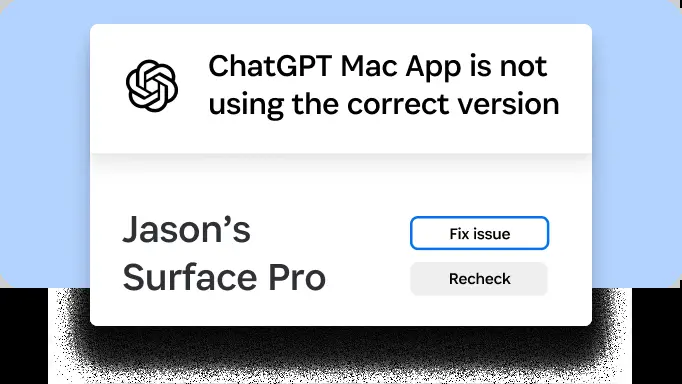 ChatGPT Mac App is not
using the correct version
Jason’s
Surface Pro
Fix issue
Recheck